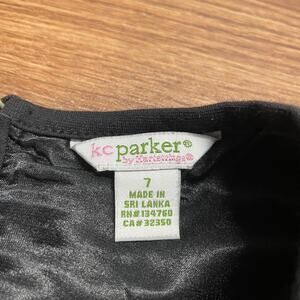 kc parker®
by Hartstrings®
7
MADE IN
SRI LANKA
RN#134760
CA#32350